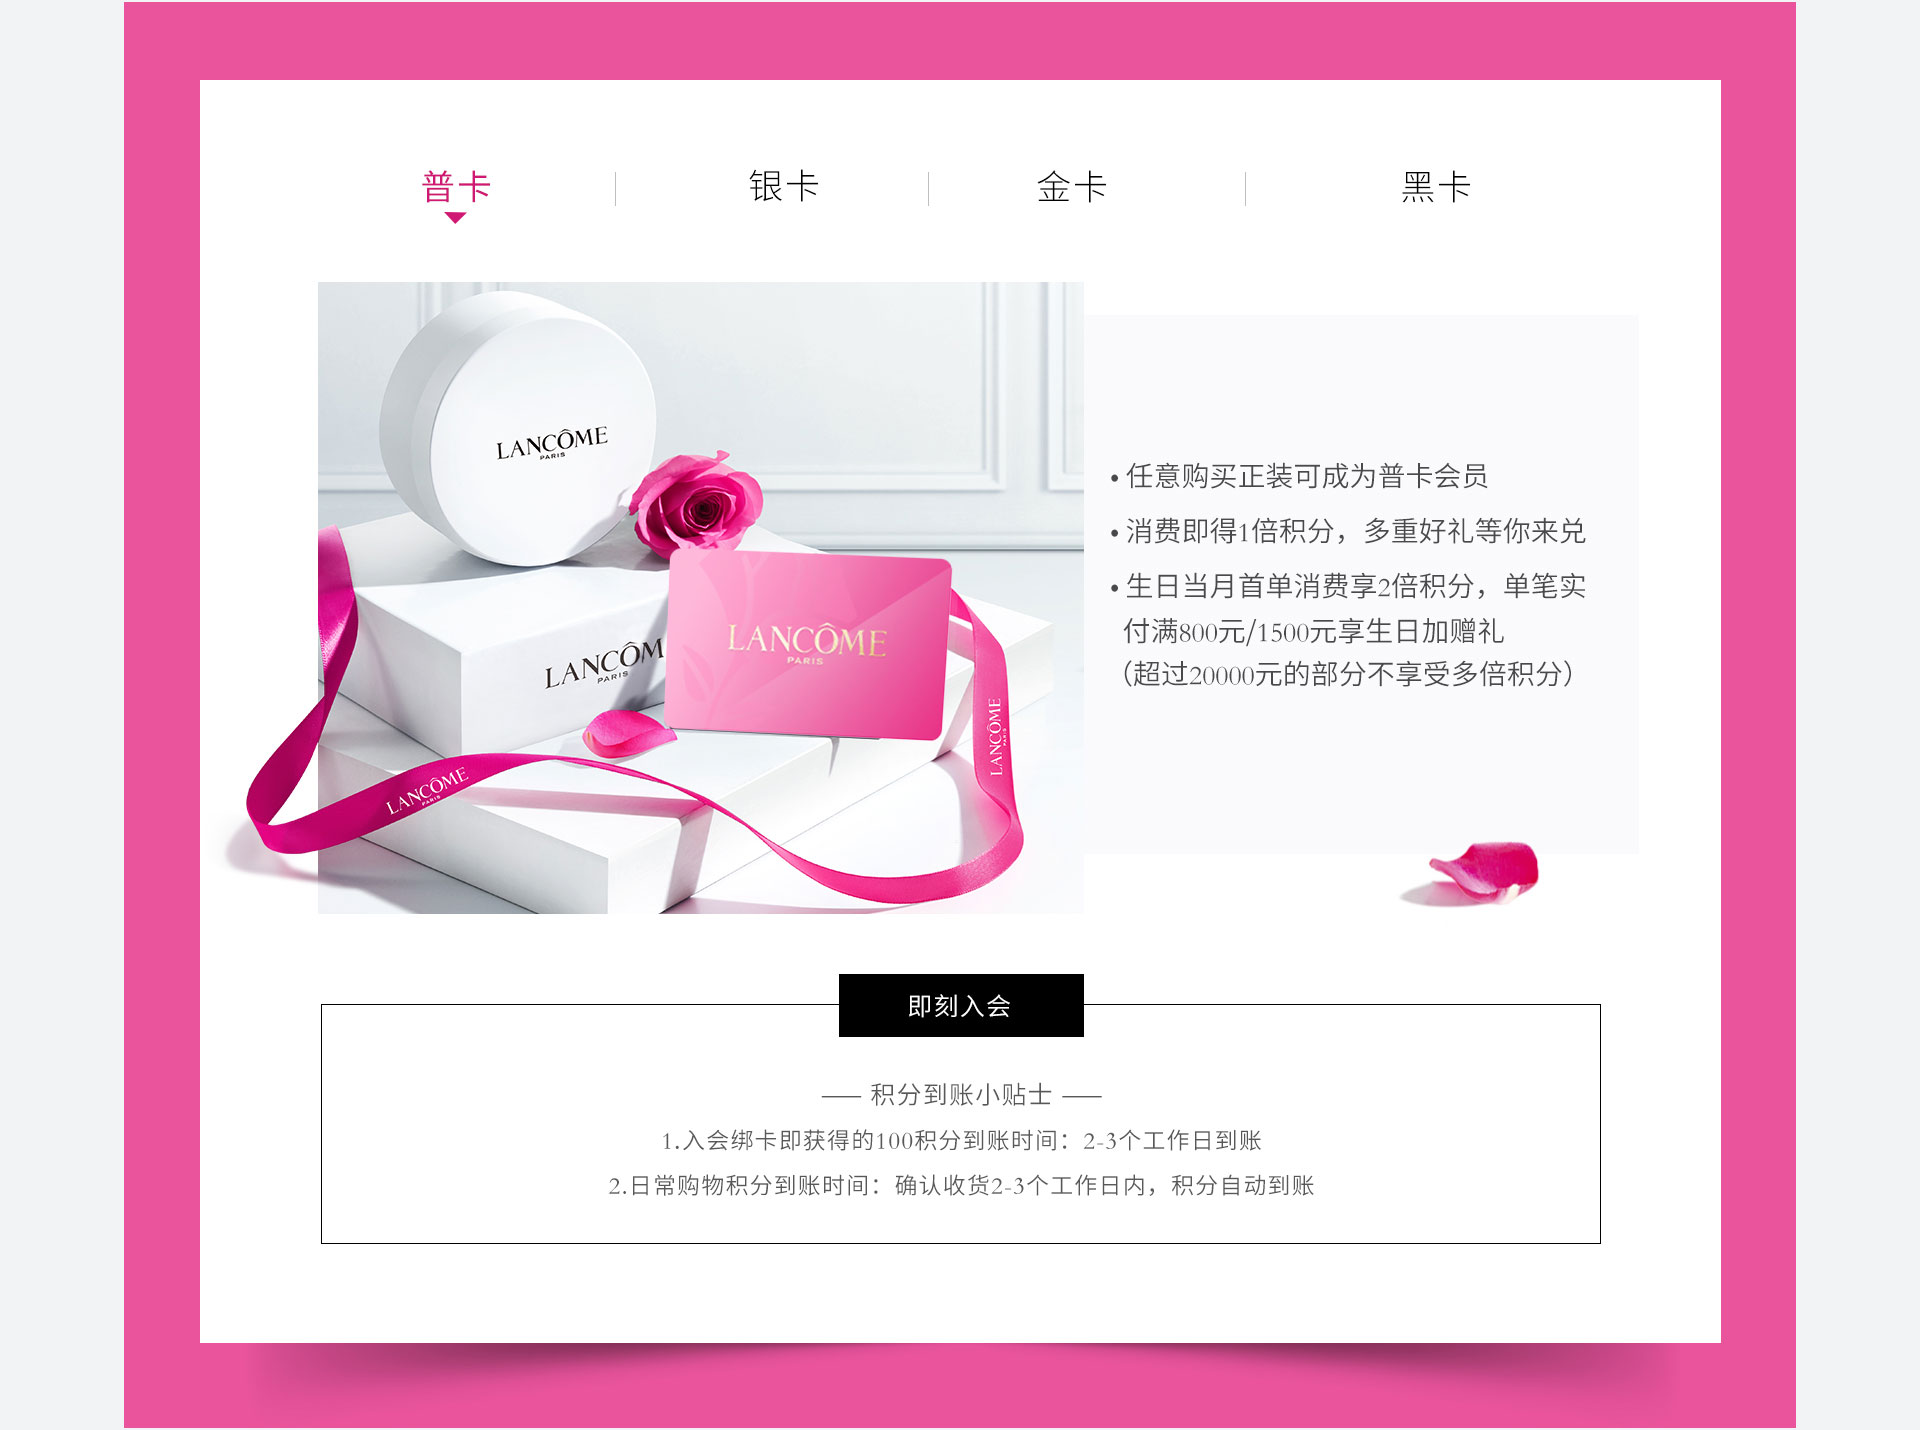 普卡
银卡
金卡
黑卡
LANCÔME
PARIS
LANCÔM
PARIS
LANCÔME
PARIS
LANCÔME
PARIS
LANCÔME
PARIS
• 任意购买正装可成为普卡会员
• 消费即得1倍积分，多重好礼等你来兑
• 生日当月首单消费享2倍积分，单笔实
付满800元/1500元享生日加赠礼
（超过20000元的部分不享受多倍积分）
即刻入会
—— 积分到账小贴士 ——
1.入会绑卡即获得的100积分到账时间：2-3个工作日到账
2.日常购物积分到账时间：确认收货2-3个工作日内，积分自动到账